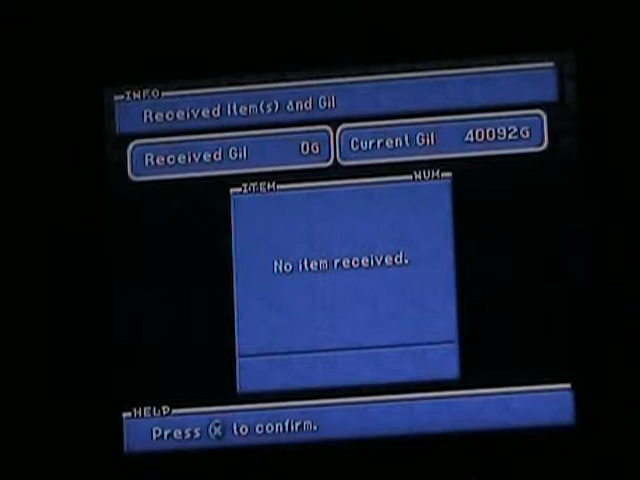 INFO
Received Item(s) and Gil
Received Gil 0G Current Gil 40092G
ITEM NUM
No item received.
HELP
Press Ⓧ to confirm.